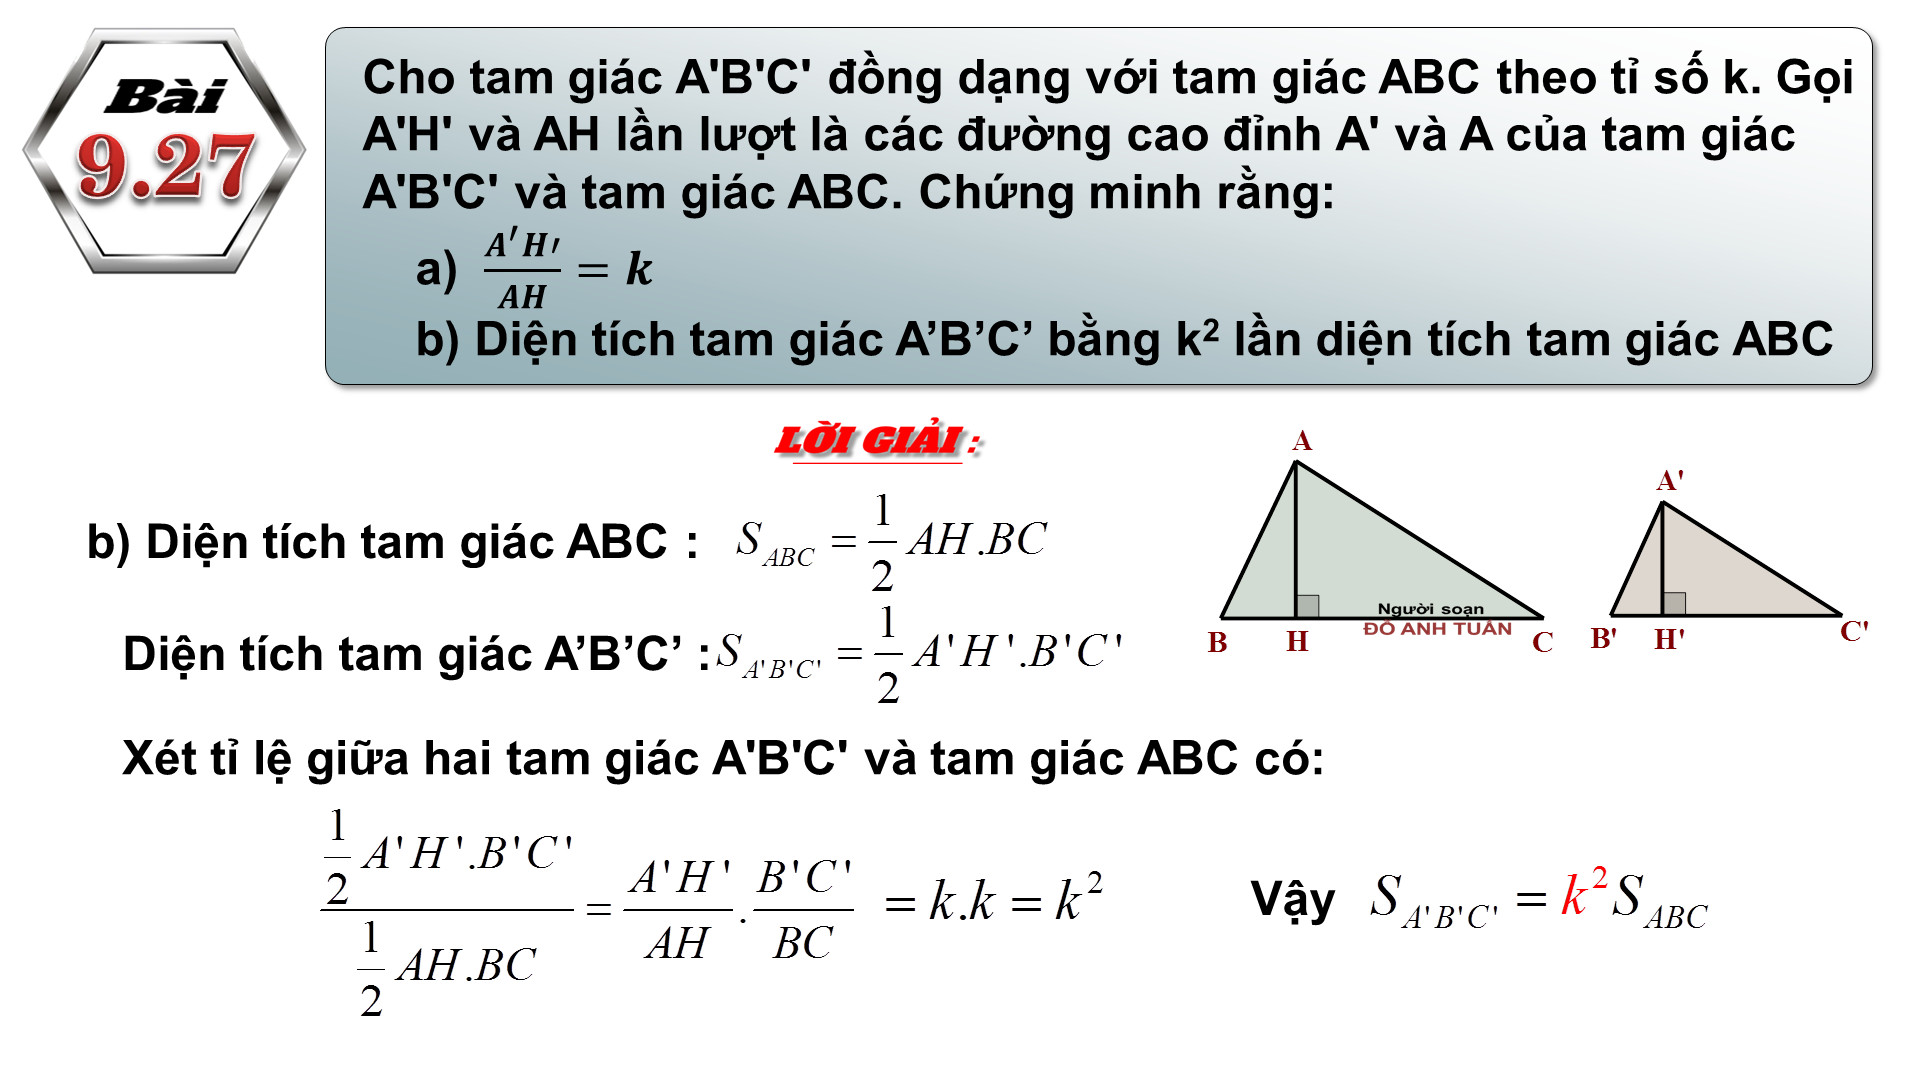 Bài
9.27
Cho tam giác A'B'C' đồng dạng với tam giác ABC theo tỉ số k. Gọi
A'H' và AH lần lượt là các đường cao đỉnh A' và A của tam giác
A'B'C' và tam giác ABC. Chứng minh rằng:
a) A'H'/AH = k
b) Diện tích tam giác A’B’C’ bằng k² lần diện tích tam giác ABC
LỜI GIẢI :
A
B
H
C
Người soạn
ĐỖ ANH TUẤN
A'
B'
H'
C'
b) Diện tích tam giác ABC : S_ABC = 1/2 AH.BC
Diện tích tam giác A’B’C’ : S_A'B'C' = 1/2 A'H'.B'C'
Xét tỉ lệ giữa hai tam giác A'B'C' và tam giác ABC có:
(1/2 A'H'.B'C')/(1/2 AH.BC) = A'H'/AH . B'C'/BC = k.k = k²
Vậy S_A'B'C' = k² S_ABC